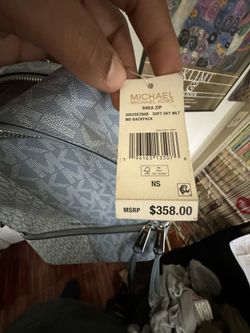 MICHAEL
MICHAEL KORS
RHEA ZIP
SOFT SKY MLT
MD BACKPACK
NS
MSRP $358.00